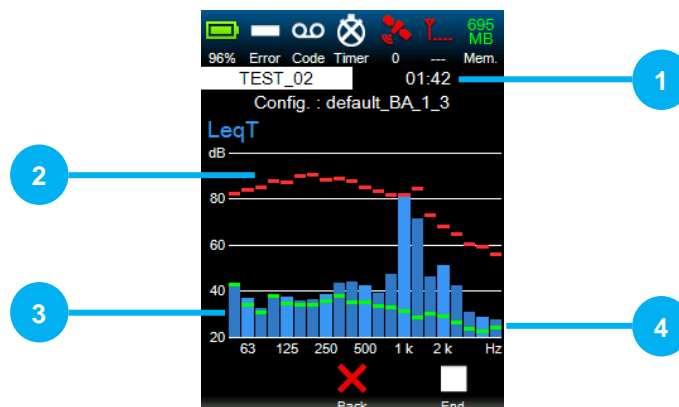 695
MB
96% Error Code Timer 0 --- Mem.
TEST_02 01:42
Config. : default_BA_1_3
LeqT
dB
80
60
40
20
63 125 250 500 1 k 2 k Hz
Back End
1
2
3
4